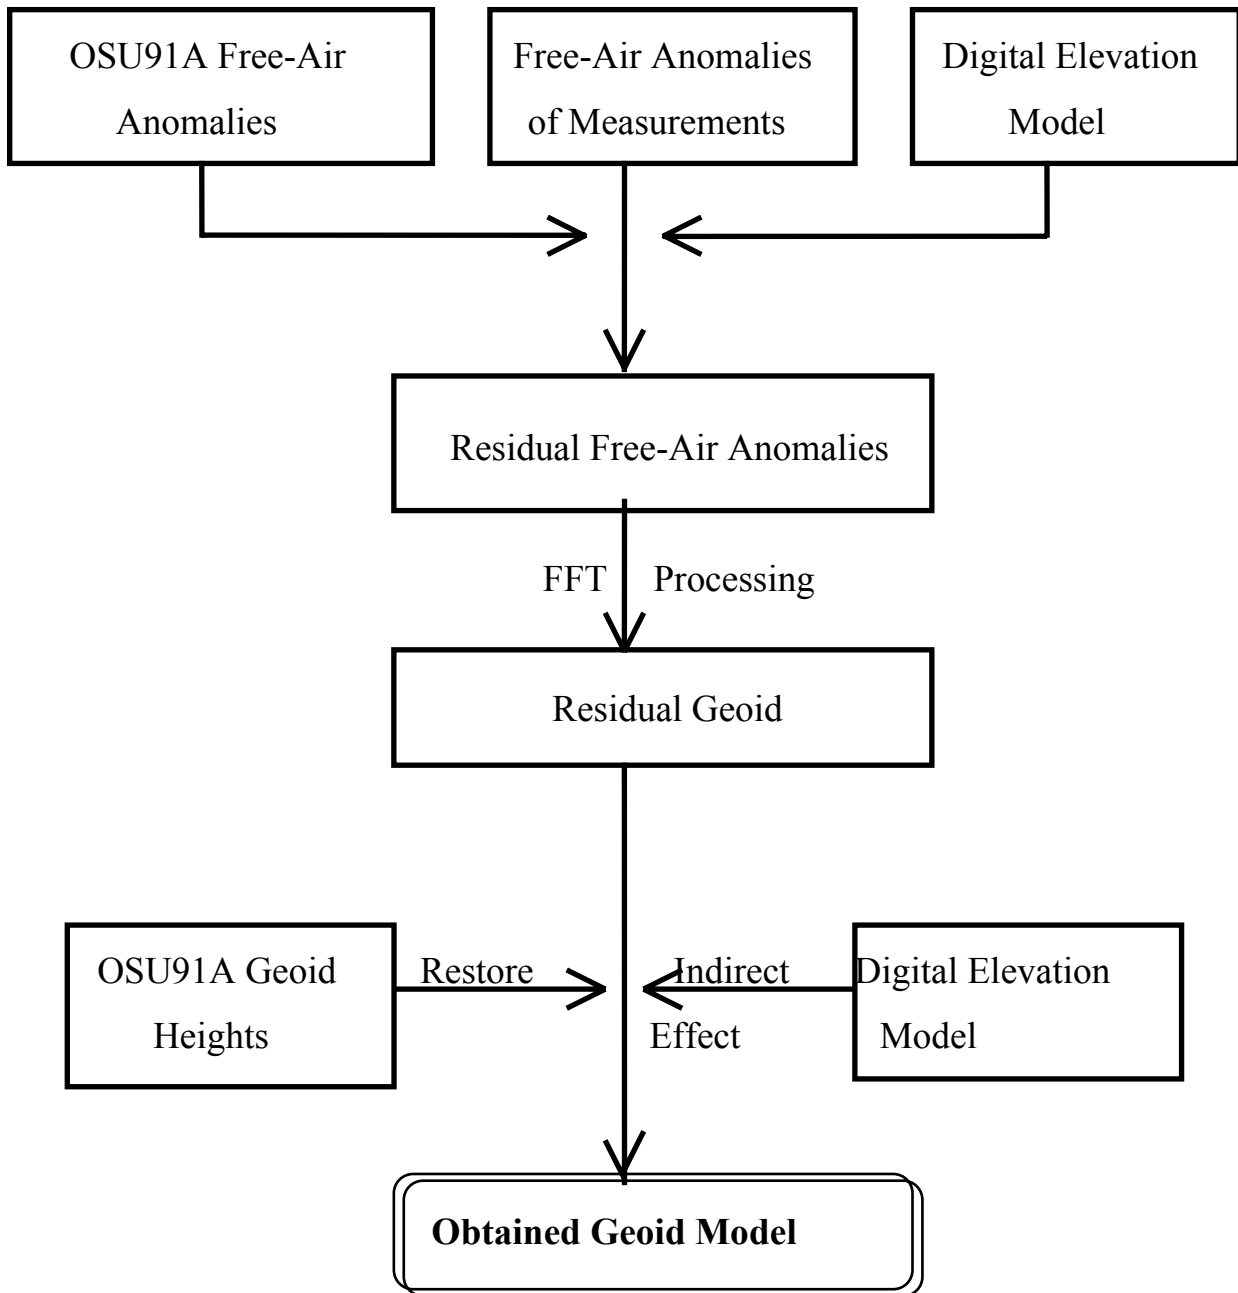 OSU91A Free-Air
Anomalies
Free-Air Anomalies
of Measurements
Digital Elevation
Model
Residual Free-Air Anomalies
FFT Processing
Residual Geoid
OSU91A Geoid
Heights
Restore
Indirect
Effect
Digital Elevation
Model
Obtained Geoid Model